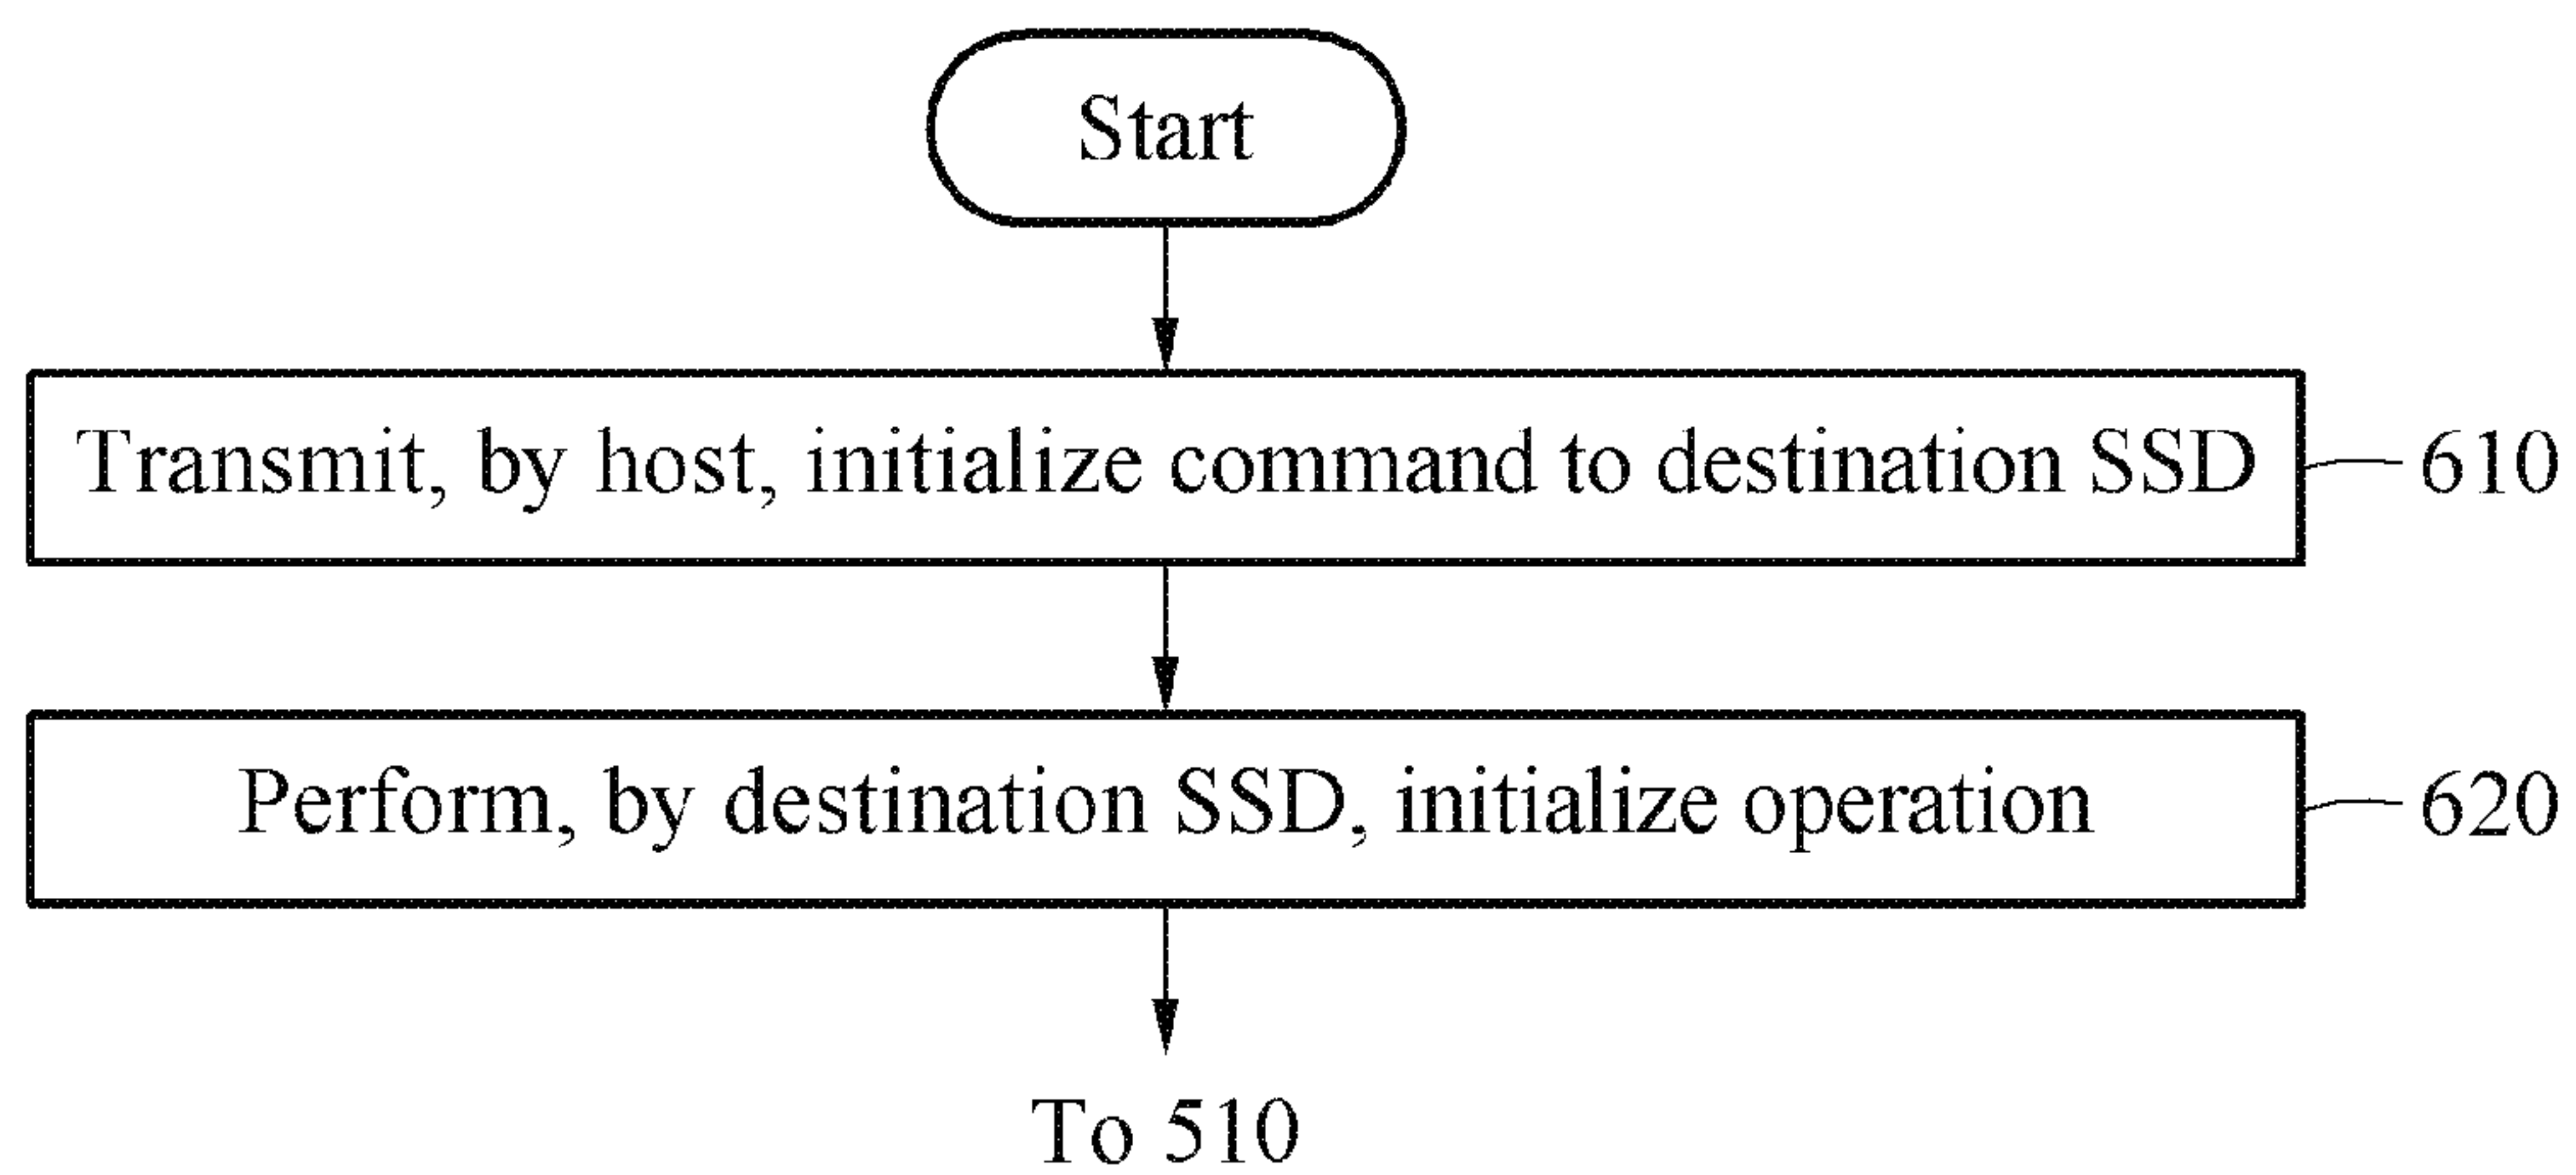 Start
Transmit, by host, initialize command to destination SSD
610
Perform, by destination SSD, initialize operation
620
To 510